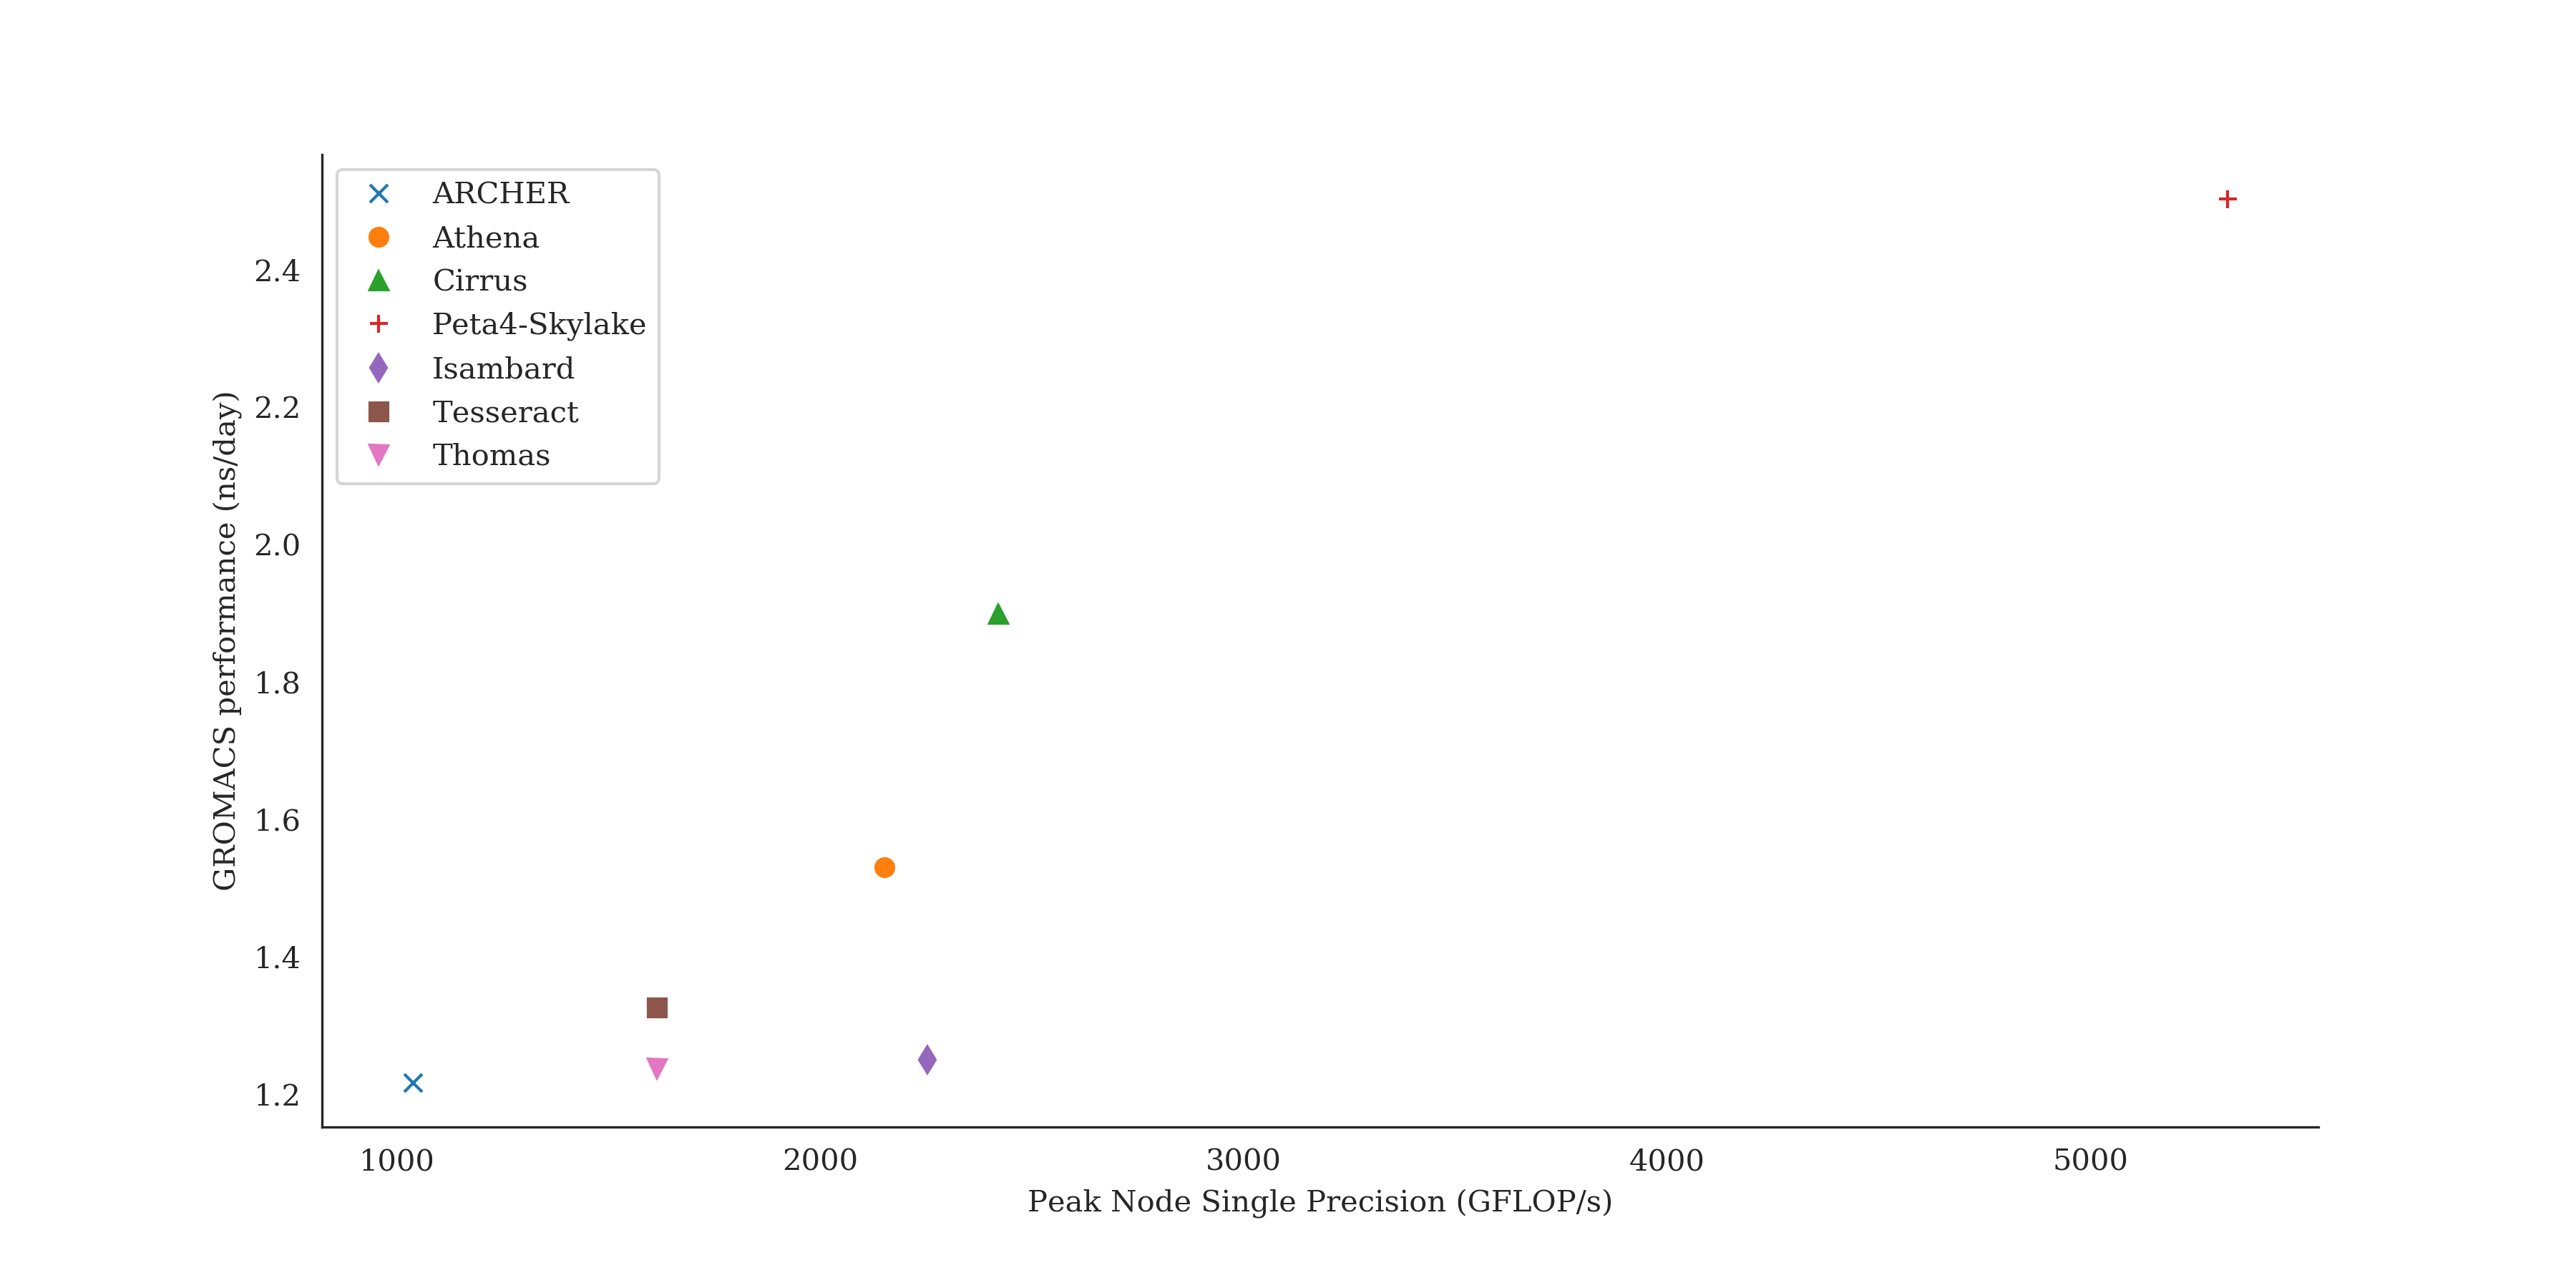 ARCHER
Athena
Cirrus
Peta4-Skylake
Isambard
Tesseract
Thomas
GROMACS performance (ns/day)
2.4
2.2
2.0
1.8
1.6
1.4
1.2
1000 2000 3000 4000 5000
Peak Node Single Precision (GFLOP/s)